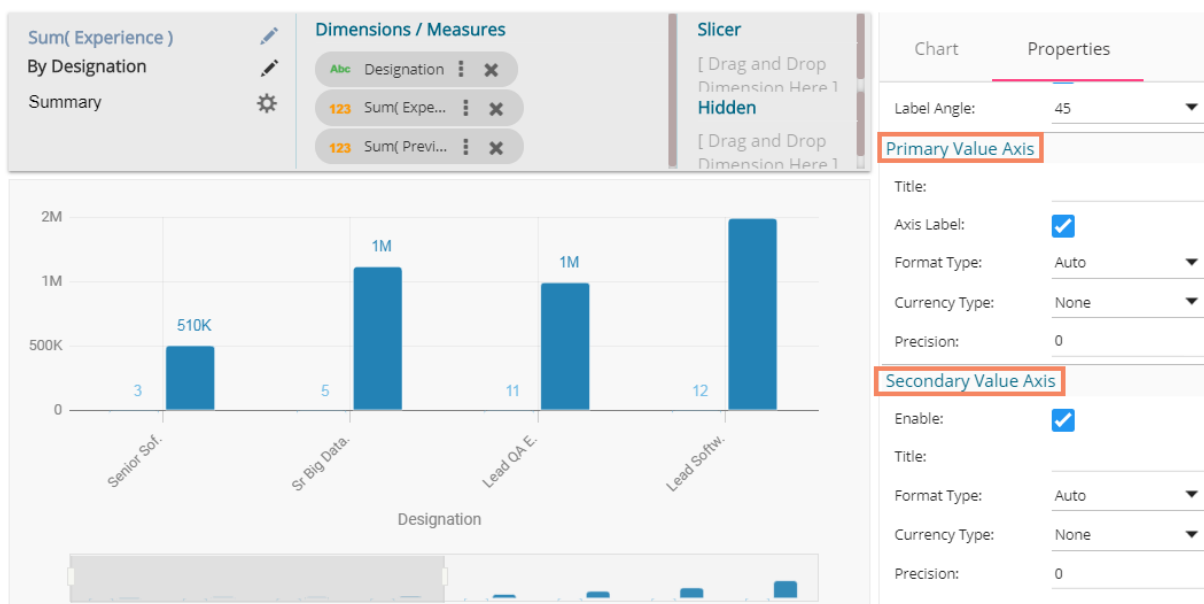 Sum( Experience )
By Designation
Summary
Dimensions / Measures
Abc Designation
123 Sum( Expe...
123 Sum( Previ...
Slicer
[ Drag and Drop
Dimension Here ]
Hidden
[ Drag and Drop
Dimension Here ]
2M
1M
500K
0
3
510K
5
1M
11
1M
12
Senior Sof.
Sr Big Data.
Lead QA E.
Lead Softw.
Designation
Chart
Properties
Label Angle: 45
Primary Value Axis
Title:
Axis Label:
Format Type: Auto
Currency Type: None
Precision: 0
Secondary Value Axis
Enable:
Title:
Format Type: Auto
Currency Type: None
Precision: 0